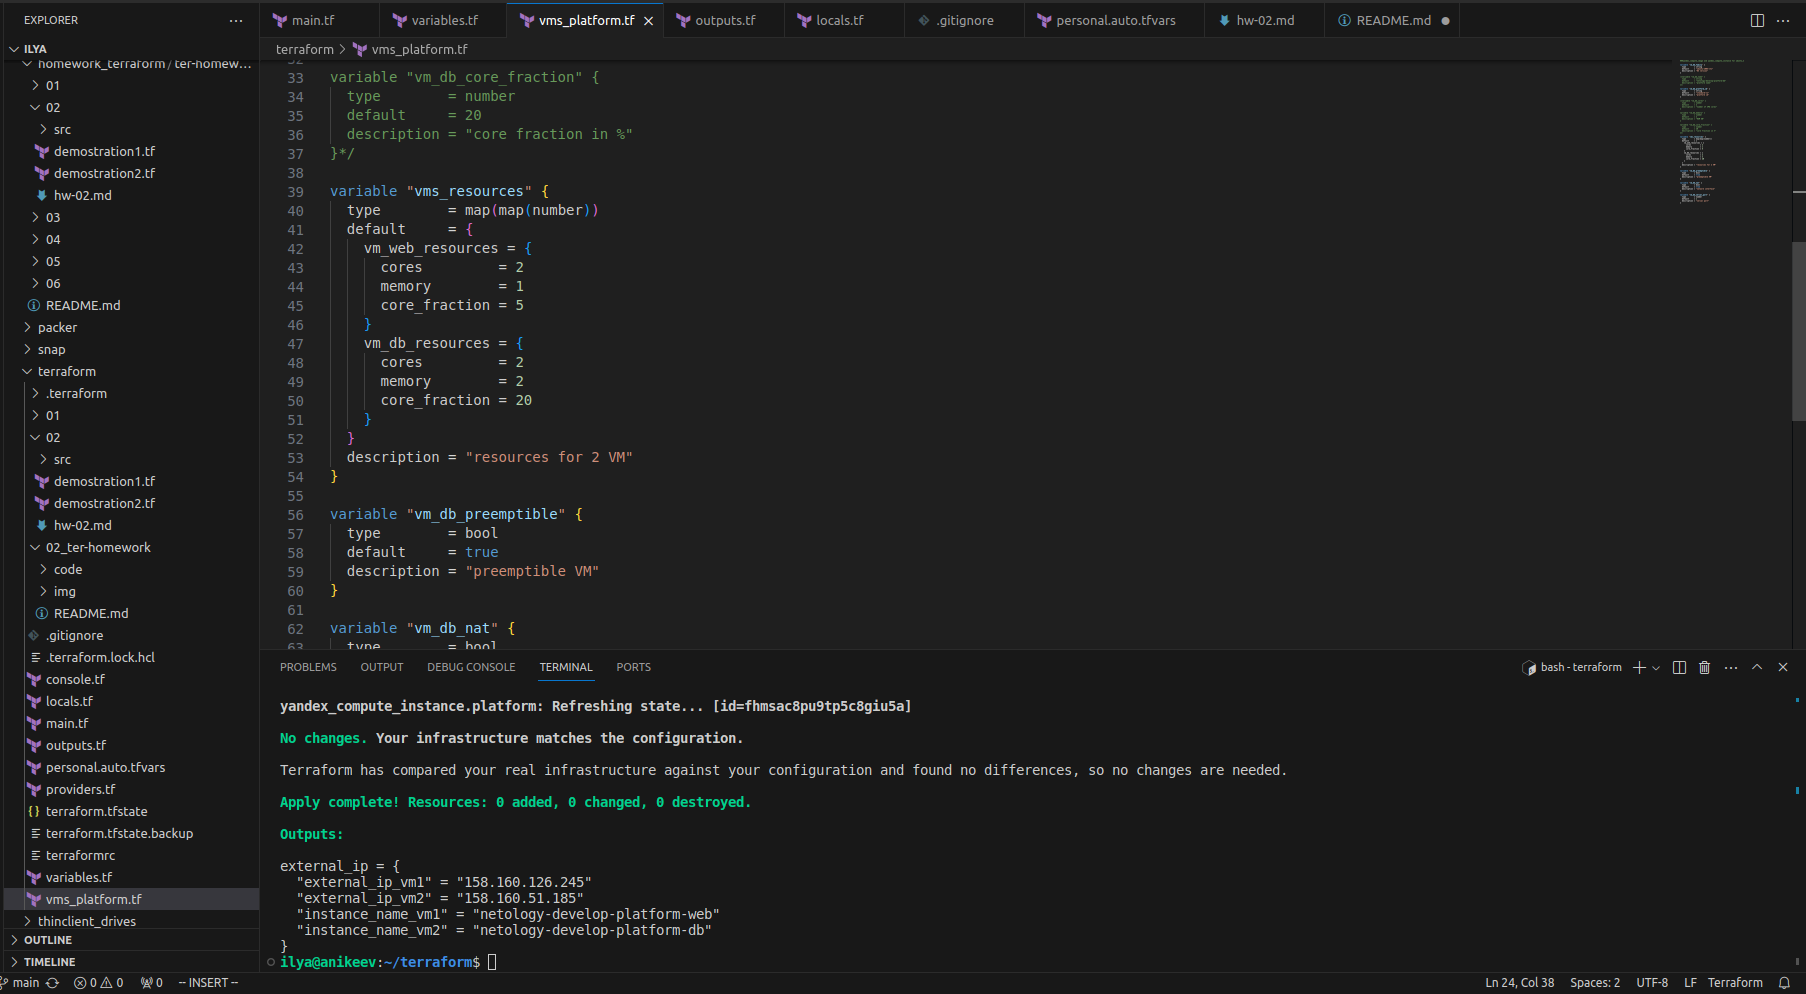 EXPLORER
ILYA
homework_terraform / ter-homew...
01
02
src
demostration1.tf
demostration2.tf
hw-02.md
03
04
05
06
README.md
packer
snap
terraform
.terraform
01
02
src
demostration1.tf
demostration2.tf
hw-02.md
02_ter-homework
code
img
README.md
.gitignore
.terraform.lock.hcl
console.tf
locals.tf
main.tf
outputs.tf
personal.auto.tfvars
providers.tf
terraform.tfstate
terraform.tfstate.backup
terraformrc
variables.tf
vms_platform.tf
thinclient_drives
OUTLINE
TIMELINE
main.tf variables.tf vms_platform.tf outputs.tf locals.tf .gitignore personal.auto.tfvars hw-02.md README.md
terraform > vms_platform.tf
32
33 variable "vm_db_core_fraction" {
34 type = number
35 default = 20
36 description = "core fraction in %"
37 }*/
38
39 variable "vms_resources" {
40 type = map(map(number))
41 default = {
42 vm_web_resources = {
43 cores = 2
44 memory = 1
45 core_fraction = 5
46 }
47 vm_db_resources = {
48 cores = 2
49 memory = 2
50 core_fraction = 20
51 }
52 }
53 description = "resources for 2 VM"
54 }
55
56 variable "vm_db_preemptible" {
57 type = bool
58 default = true
59 description = "preemptible VM"
60 }
61
62 variable "vm_db_nat" {
63 type = bool
PROBLEMS OUTPUT DEBUG CONSOLE TERMINAL PORTS
bash - terraform
yandex_compute_instance.platform: Refreshing state... [id=fhmsac8pu9tp5c8giu5a]
No changes. Your infrastructure matches the configuration.
Terraform has compared your real infrastructure against your configuration and found no differences, so no changes are needed.
Apply complete! Resources: 0 added, 0 changed, 0 destroyed.
Outputs:
external_ip = {
"external_ip_vm1" = "158.160.126.245"
"external_ip_vm2" = "158.160.51.185"
"instance_name_vm1" = "netology-develop-platform-web"
"instance_name_vm2" = "netology-develop-platform-db"
}
ilya@anikeev:~/terraform$
main 0 0 0 -- INSERT -- Ln 24, Col 38 Spaces: 2 UTF-8 LF Terraform